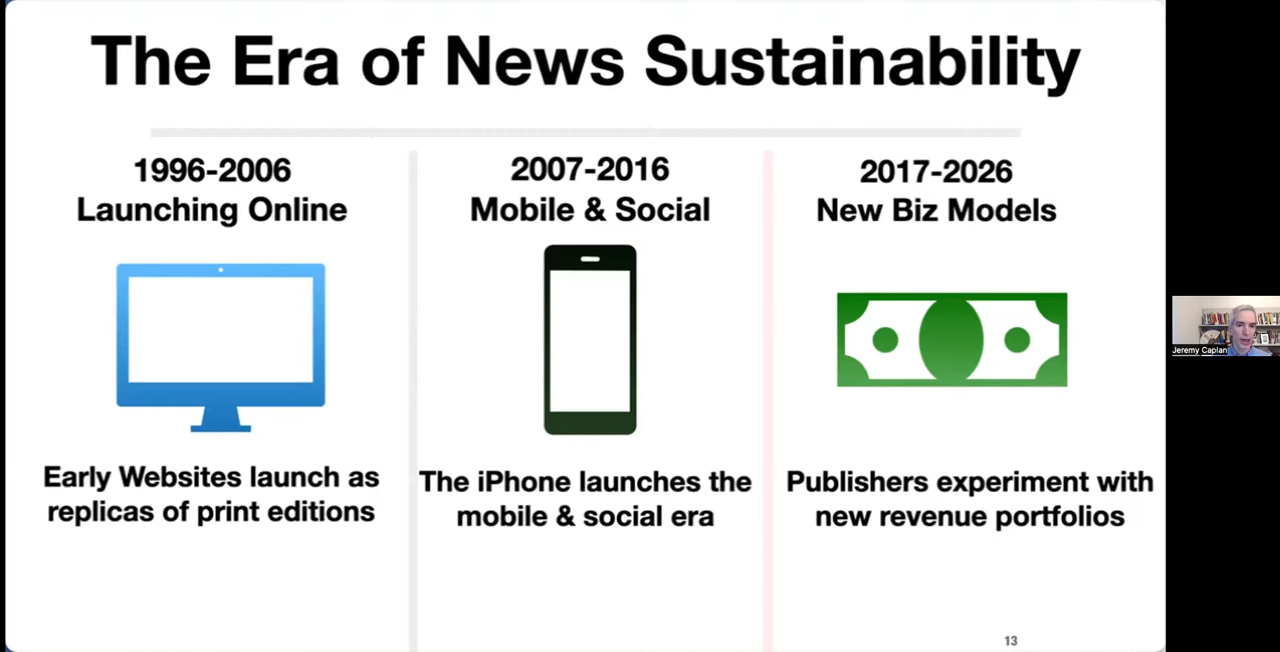 The Era of News Sustainability
1996-2006
Launching Online
Early Websites launch as
replicas of print editions
2007-2016
Mobile & Social
The iPhone launches the
mobile & social era
2017-2026
New Biz Models
Publishers experiment with
new revenue portfolios
13
Jeremy Caplan